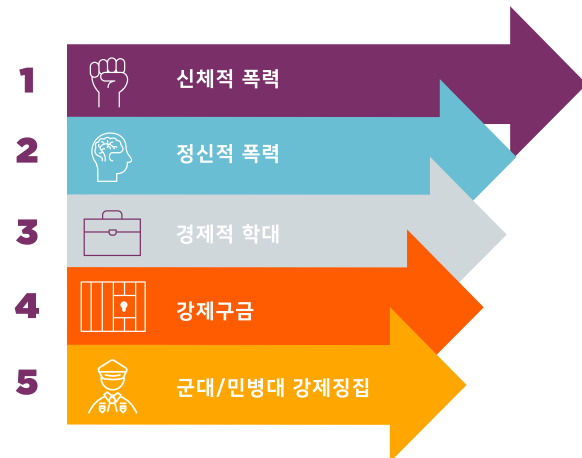 1 신체적 폭력
2 정신적 폭력
3 경제적 학대
4 강제구금
5 군대/민병대 강제징집